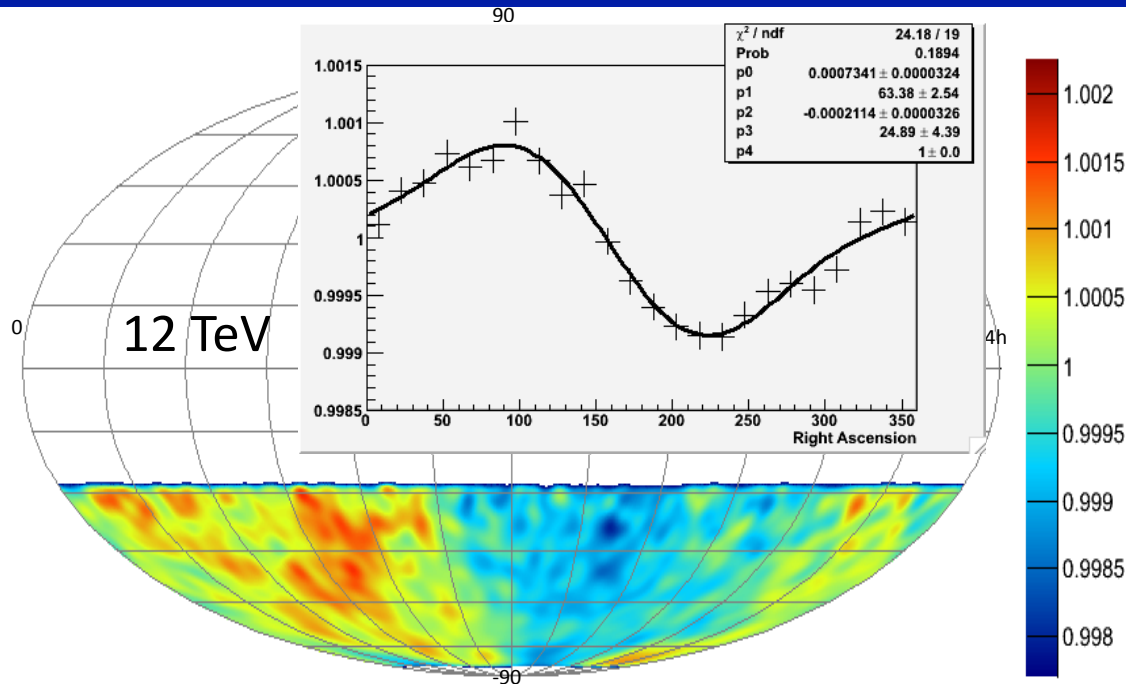 90
χ² / ndf 24.18 / 19
Prob 0.1894
p0 0.0007341 ± 0.0000324
p1 63.38 ± 2.54
p2 -0.0002114 ± 0.0000326
p3 24.89 ± 4.39
p4 1 ± 0.0
1.0015
1.001
1.0005
1
0.9995
0.999
0.9985
0 50 100 150 200 250 300 350
Right Ascension
0
12 TeV
4h
-90
1.002
1.0015
1.001
1.0005
1
0.9995
0.999
0.9985
0.998